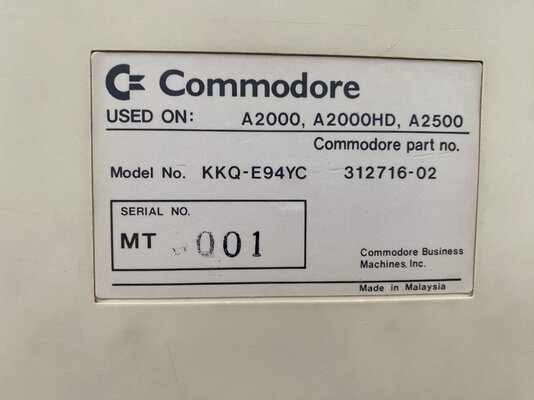 Commodore
USED ON: A2000, A2000HD, A2500
Commodore part no.
Model No. KKQ-E94YC 312716-02
SERIAL NO.
MT 001
Commodore Business
Machines, Inc.
Made in Malaysia